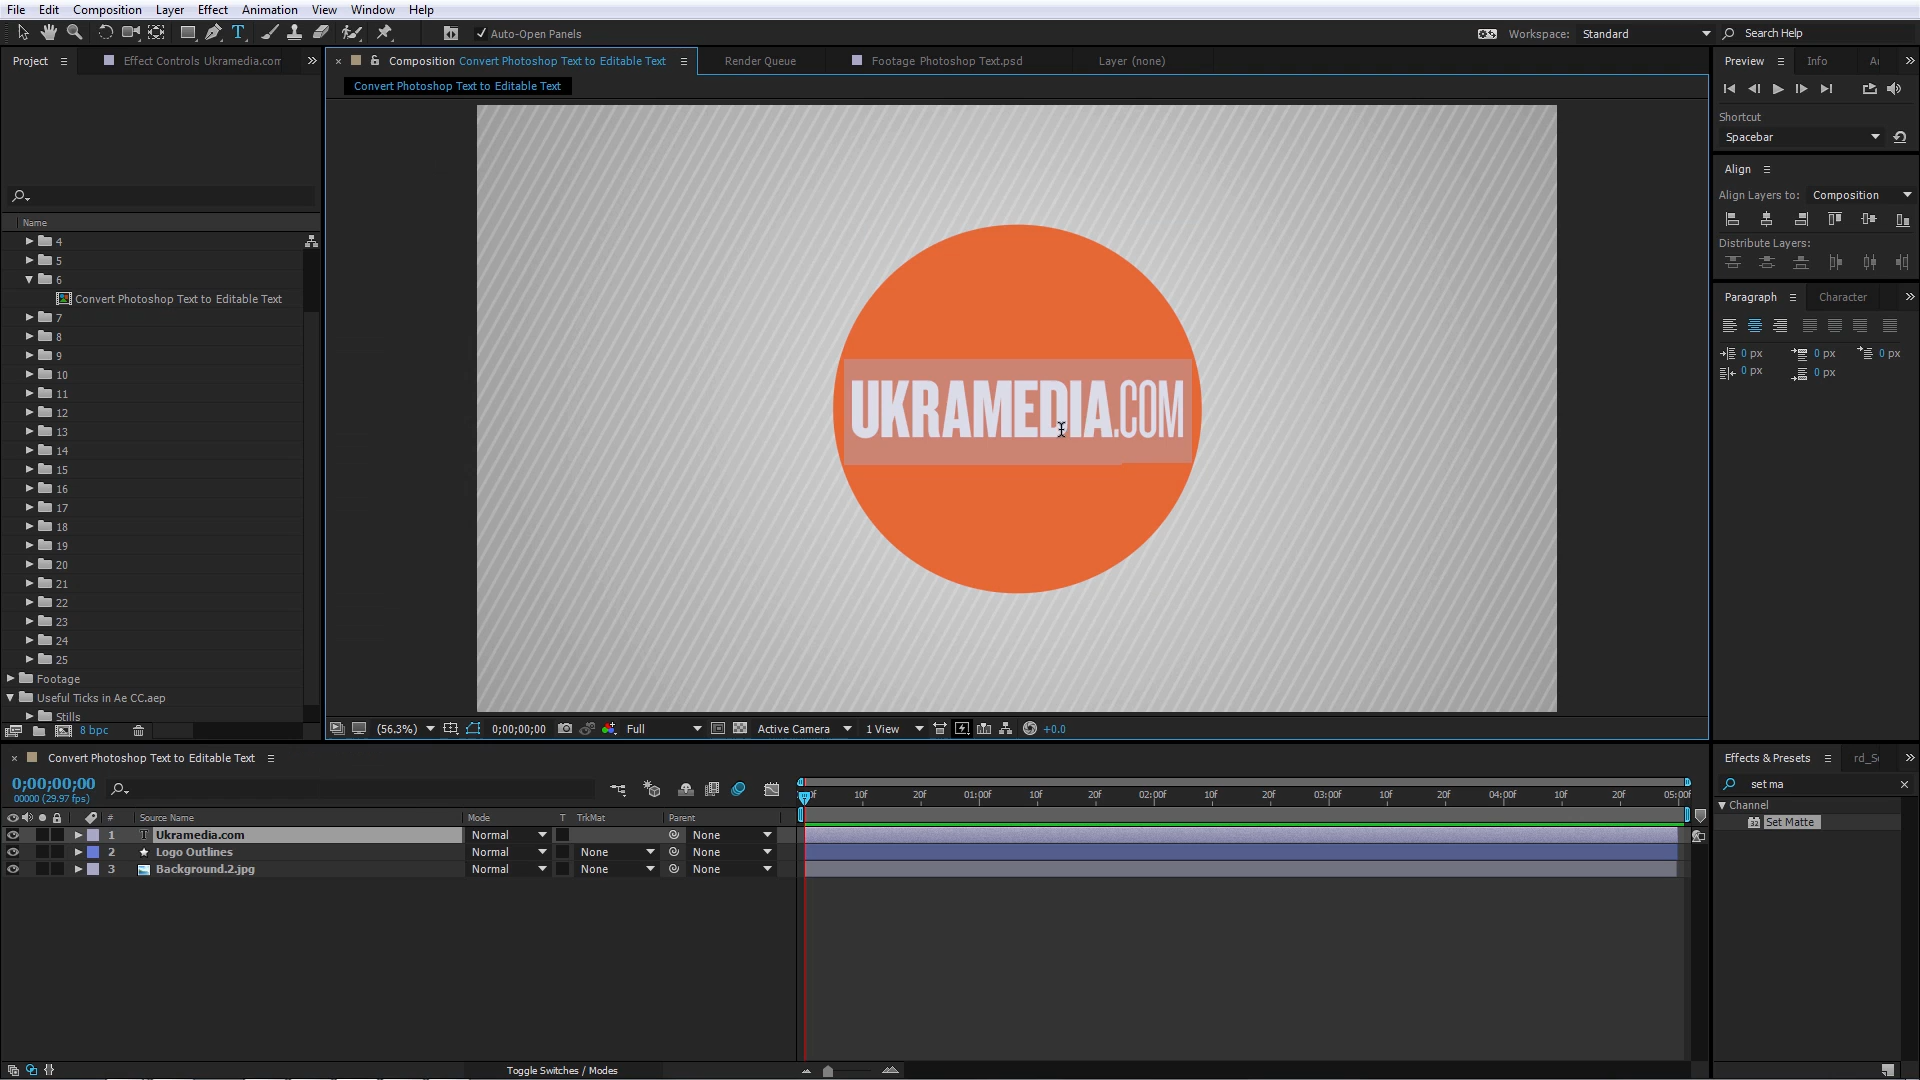 File Edit Composition Layer Effect Animation View Window Help
Auto-Open Panels
Workspace: Standard
Search Help
Project
Effect Controls Ukramedia.com
Composition Convert Photoshop Text to Editable Text
Render Queue
Footage Photoshop Text.psd
Layer (none)
Convert Photoshop Text to Editable Text
Preview
Info
Shortcut
Spacebar
Align
Align Layers to: Composition
Distribute Layers:
Paragraph
Character
0 px 0 px 0 px
0 px 0 px
Name
4
5
6
Convert Photoshop Text to Editable Text
7
8
9
10
11
12
13
14
15
16
17
18
19
20
21
22
23
24
25
Footage
Useful Ticks in Ae CC.aep
Stills
8 bpc
UKRAMEDIA.COM
(56.3%)
0;00;00;00
Full
Active Camera
1 View
+0.0
Convert Photoshop Text to Editable Text
0;00;00;00
00000 (29.97 fps)
10f 20f 01:00f 10f 20f 02:00f 10f 20f 03:00f 10f 20f 04:00f 10f 20f 05:00f
# Source Name Mode T TrkMat Parent
1 T Ukramedia.com Normal None
2 Logo Outlines Normal None None
3 Background.2.jpg Normal None None
Toggle Switches / Modes
Effects & Presets
set ma
Channel
32 Set Matte